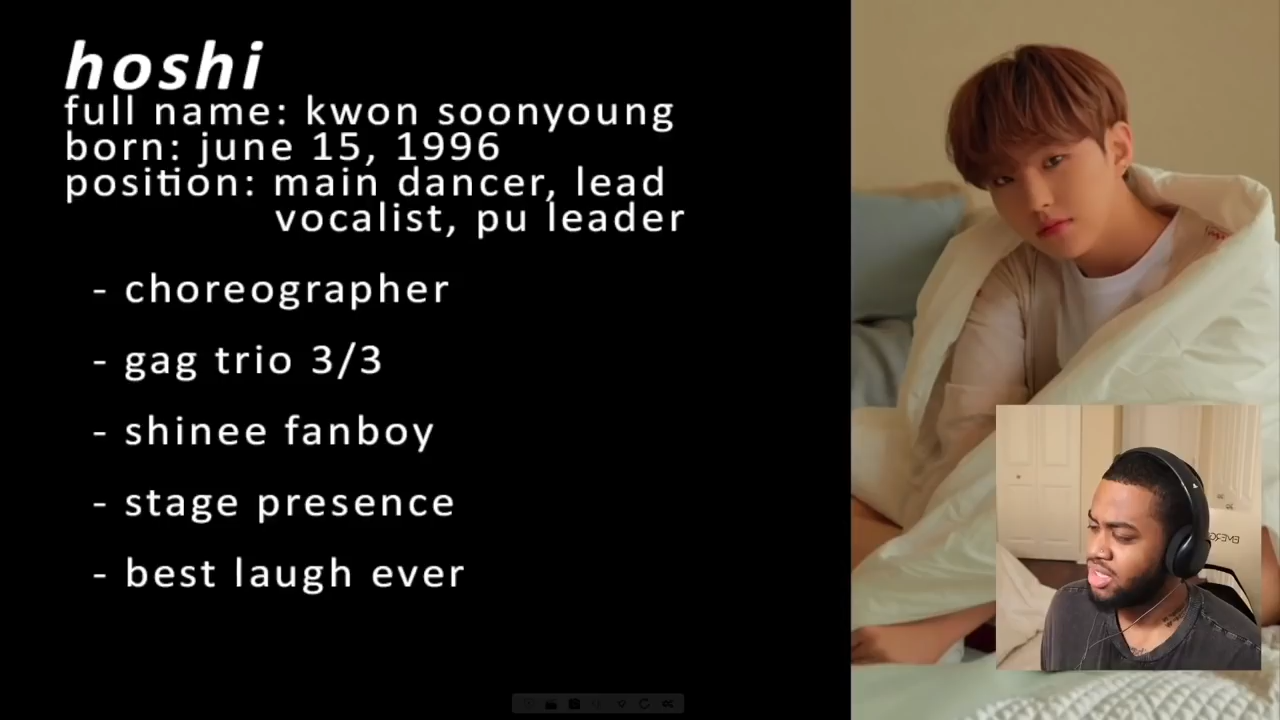 hoshi
full name: kwon soonyoung
born: june 15, 1996
position: main dancer, lead
vocalist, pu leader
- choreographer
- gag trio 3/3
- shinee fanboy
- stage presence
- best laugh ever